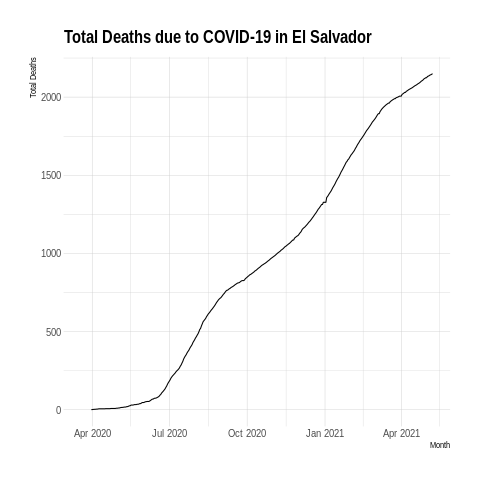 Total Deaths due to COVID-19 in El Salvador
Total Deaths
2000
1500
1000
500
0
Apr 2020 Jul 2020 Oct 2020 Jan 2021 Apr 2021
Month